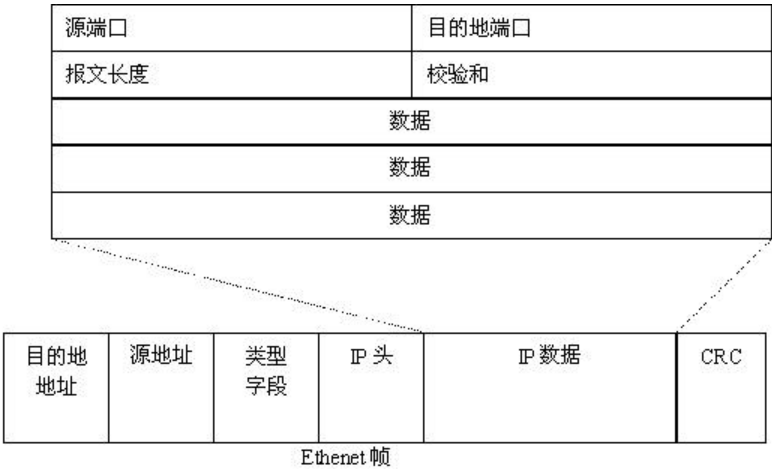 源端口 目的地端口
报文长度 校验和
数据
数据
数据
目的地 源地址 类型 IP 头 IP 数据 CRC
地址 字段
Ethenet 帧